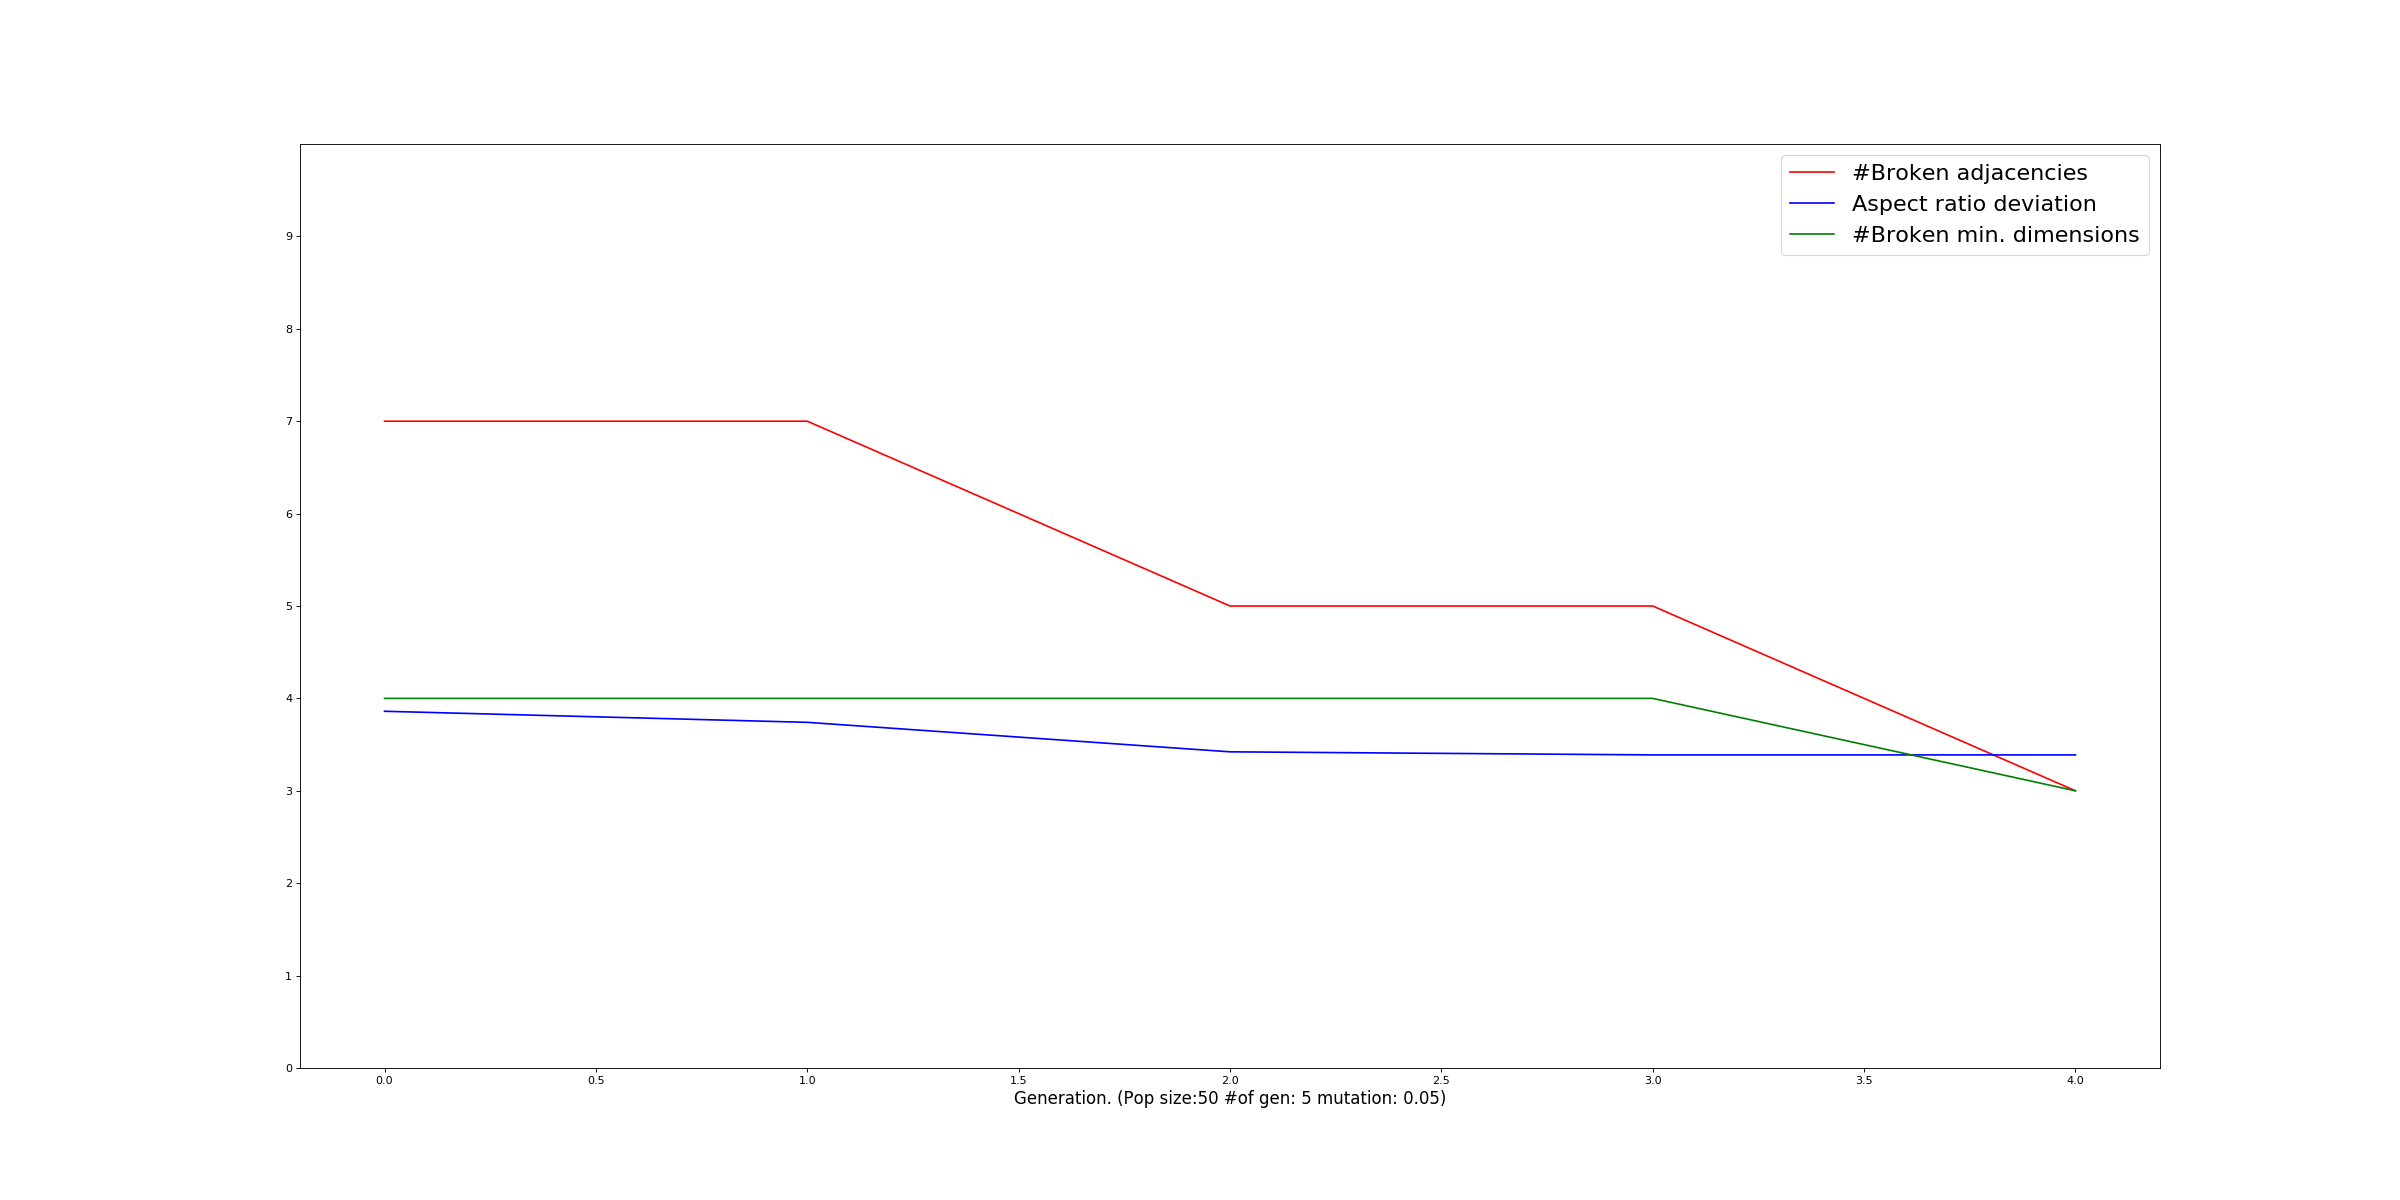 #Broken adjacencies
Aspect ratio deviation
#Broken min. dimensions
9
8
7
6
5
4
3
2
1
0
0.0 0.5 1.0 1.5 2.0 2.5 3.0 3.5 4.0
Generation. (Pop size:50 #of gen: 5 mutation: 0.05)